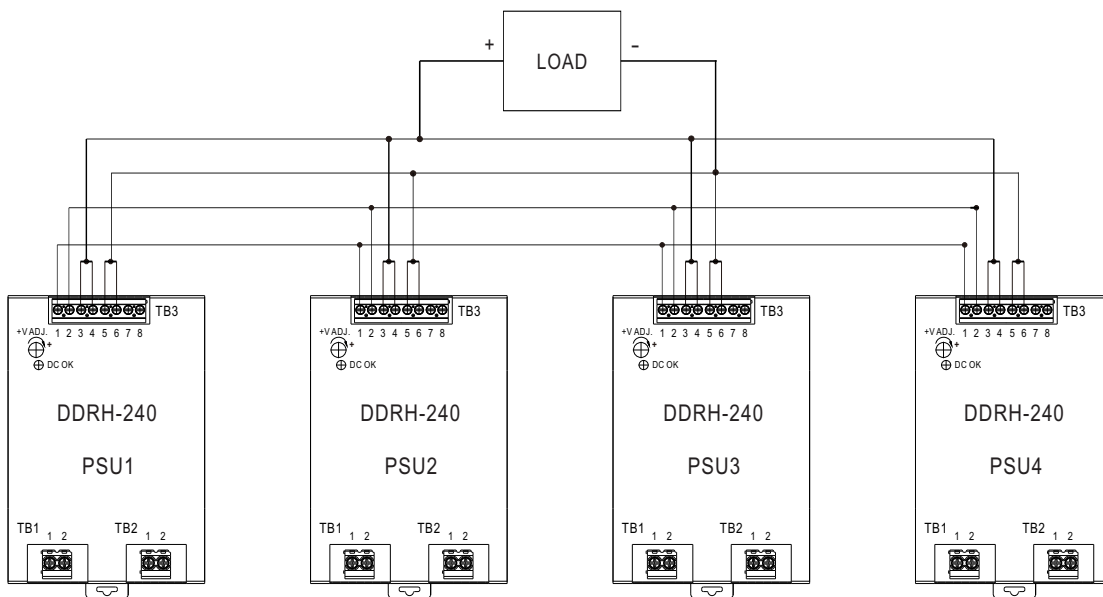 + LOAD -
TB3 TB3 TB3 TB3
+V ADJ. 1 2 3 4 5 6 7 8 +V ADJ. 1 2 3 4 5 6 7 8 +V ADJ. 1 2 3 4 5 6 7 8 +V ADJ. 1 2 3 4 5 6 7 8
+ + + +
DC OK DC OK DC OK DC OK
DDRH-240 DDRH-240 DDRH-240 DDRH-240
PSU1 PSU2 PSU3 PSU4
TB1 1 2 TB2 1 2 TB1 1 2 TB2 1 2 TB1 1 2 TB2 1 2 TB1 1 2 TB2 1 2